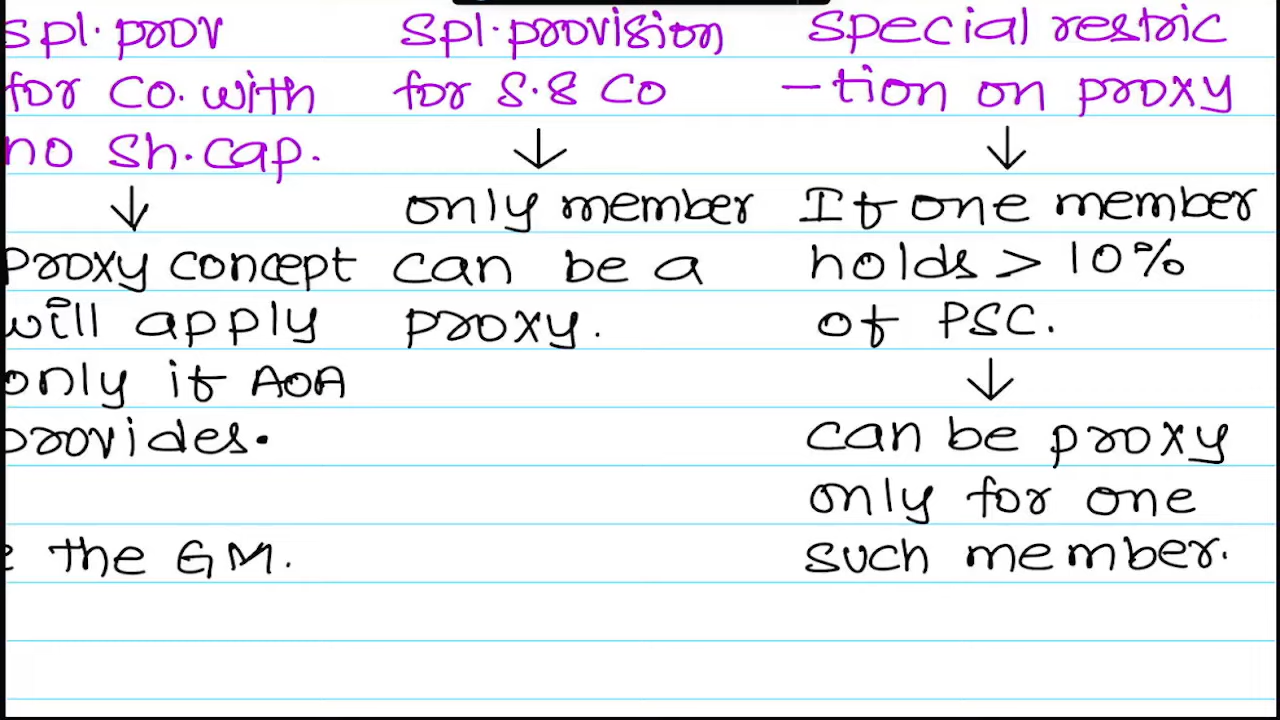 spl. prov
for Co. with
no sh. cap.
proxy concept
will apply
only if AOA
provides.
the GM.
spl. provision
for S.8 Co
only member
can be a
proxy.
special restric
-tion on proxy
If one member
holds > 10%
of PSC.
can be proxy
only for one
such member.